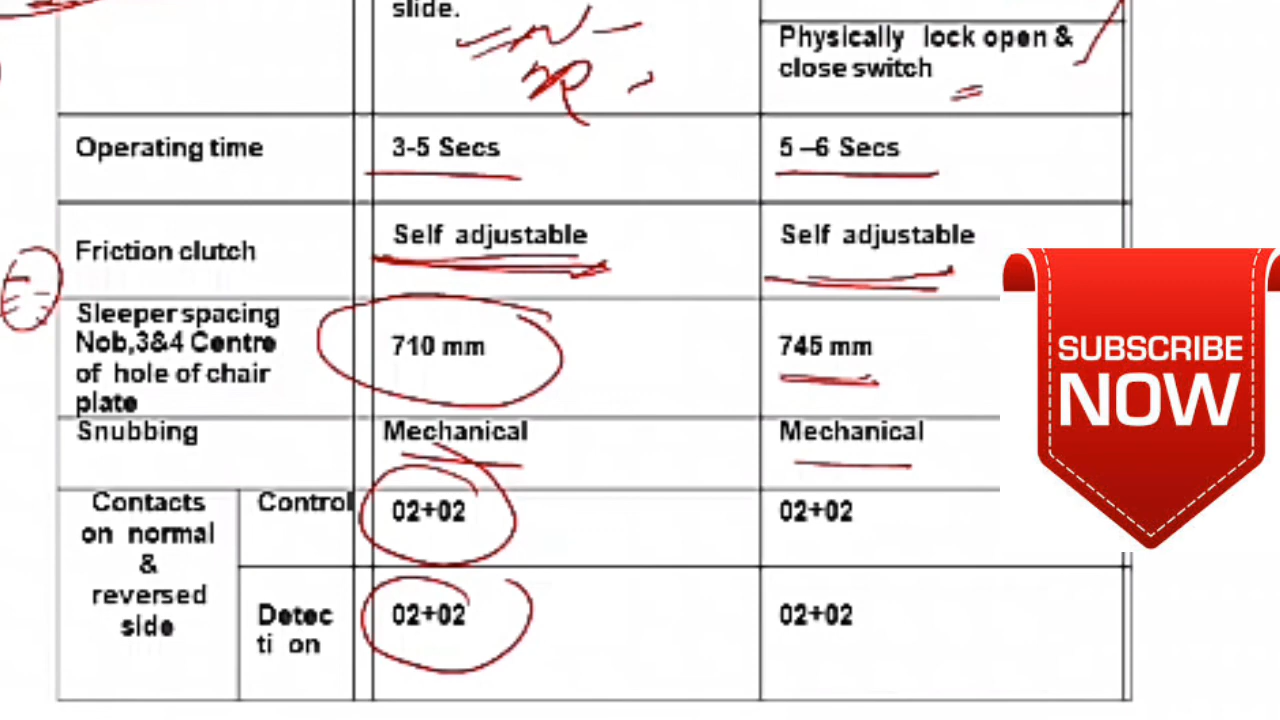 slide.
Physically lock open &
close switch
Operating time
3-5 Secs
5 –6 Secs
Friction clutch
Self adjustable
Self adjustable
Sleeper spacing
Nob,3&4 Centre
of hole of chair
plate
710 mm
745 mm
Snubbing
Mechanical
Mechanical
Contacts
on normal
&
reversed
side
Control
02+02
02+02
Detec
ti on
02+02
02+02
SUBSCRIBE
NOW